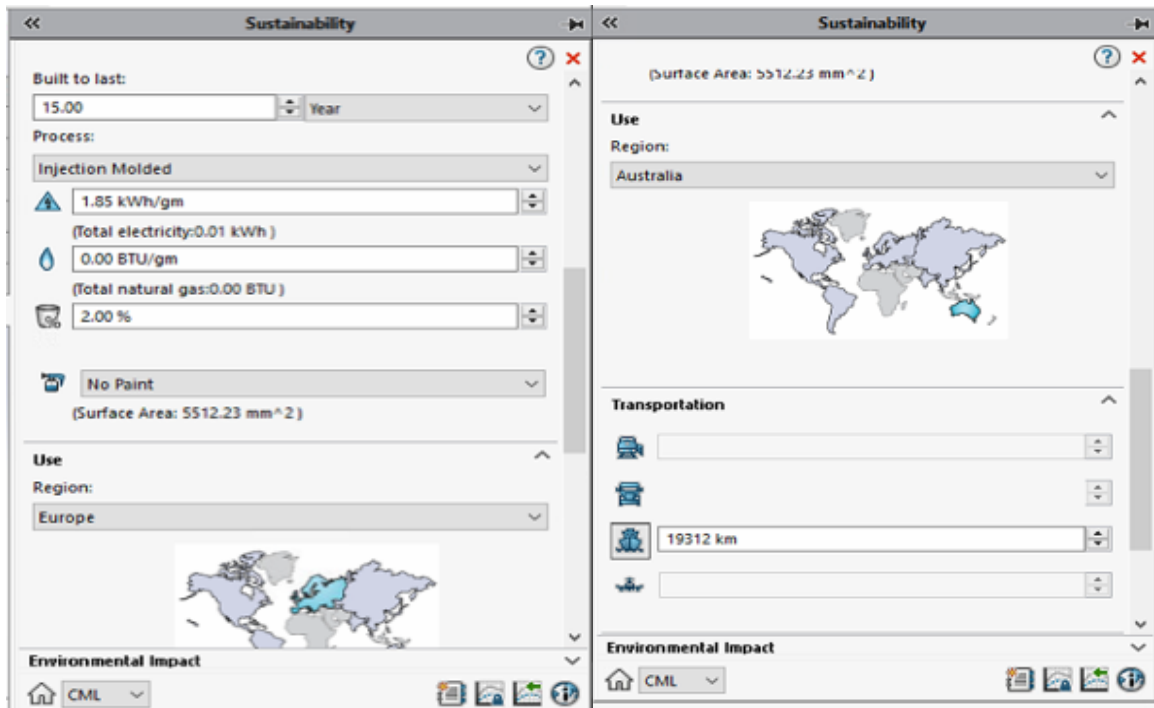 Sustainability
Built to last:
15.00
Year
Process:
Injection Molded
1.85 kWh/gm
(Total electricity:0.01 kWh )
0.00 BTU/gm
(Total natural gas:0.00 BTU )
2.00 %
No Paint
(Surface Area: 5512.23 mm^2 )
Use
Region:
Europe
Environmental Impact
CML
Sustainability
(Surface Area: 5512.23 mm^2 )
Use
Region:
Australia
Transportation
19312 km
Environmental Impact
CML